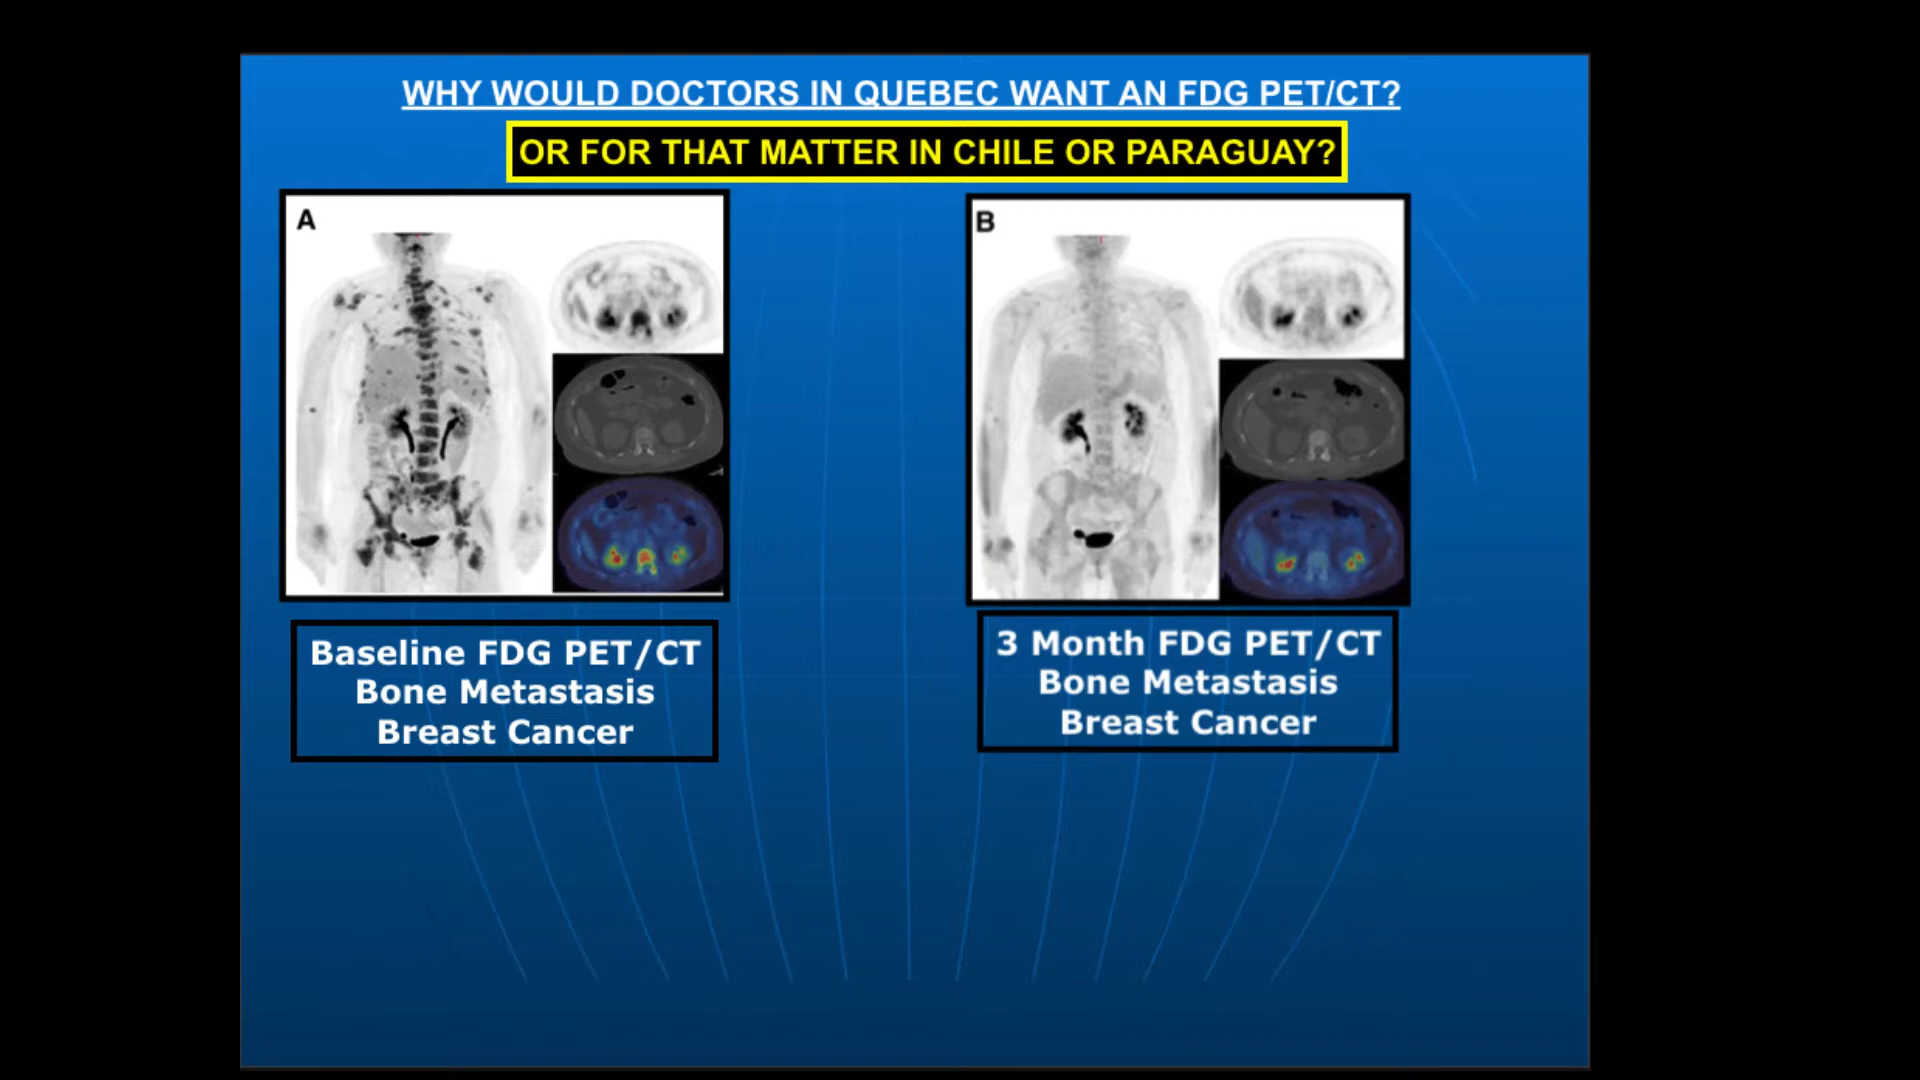 WHY WOULD DOCTORS IN QUEBEC WANT AN FDG PET/CT?
OR FOR THAT MATTER IN CHILE OR PARAGUAY?
A
B
Baseline FDG PET/CT
Bone Metastasis
Breast Cancer
3 Month FDG PET/CT
Bone Metastasis
Breast Cancer